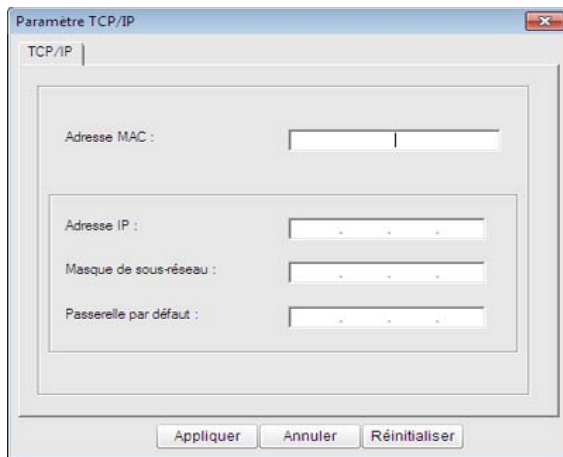 Paramètre TCP/IP
TCP/IP
Adresse MAC :
Adresse IP :
. . .
Masque de sous-réseau :
. . .
Passerelle par défaut :
. . .
Appliquer Annuler Réinitialiser